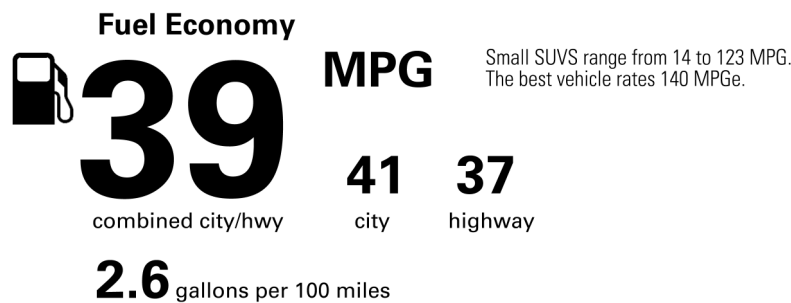 Fuel Economy
39
MPG
Small SUVS range from 14 to 123 MPG.
The best vehicle rates 140 MPGe.
combined city/hwy
41
city
37
highway
2.6 gallons per 100 miles